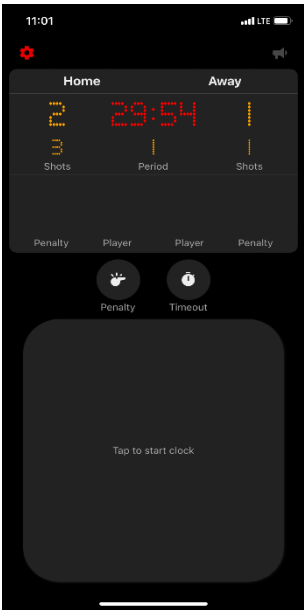 11:01 LTE
Home Away
2 29:54 1
3 1 1
Shots Period Shots
Penalty Player Player Penalty
Penalty Timeout
Tap to start clock